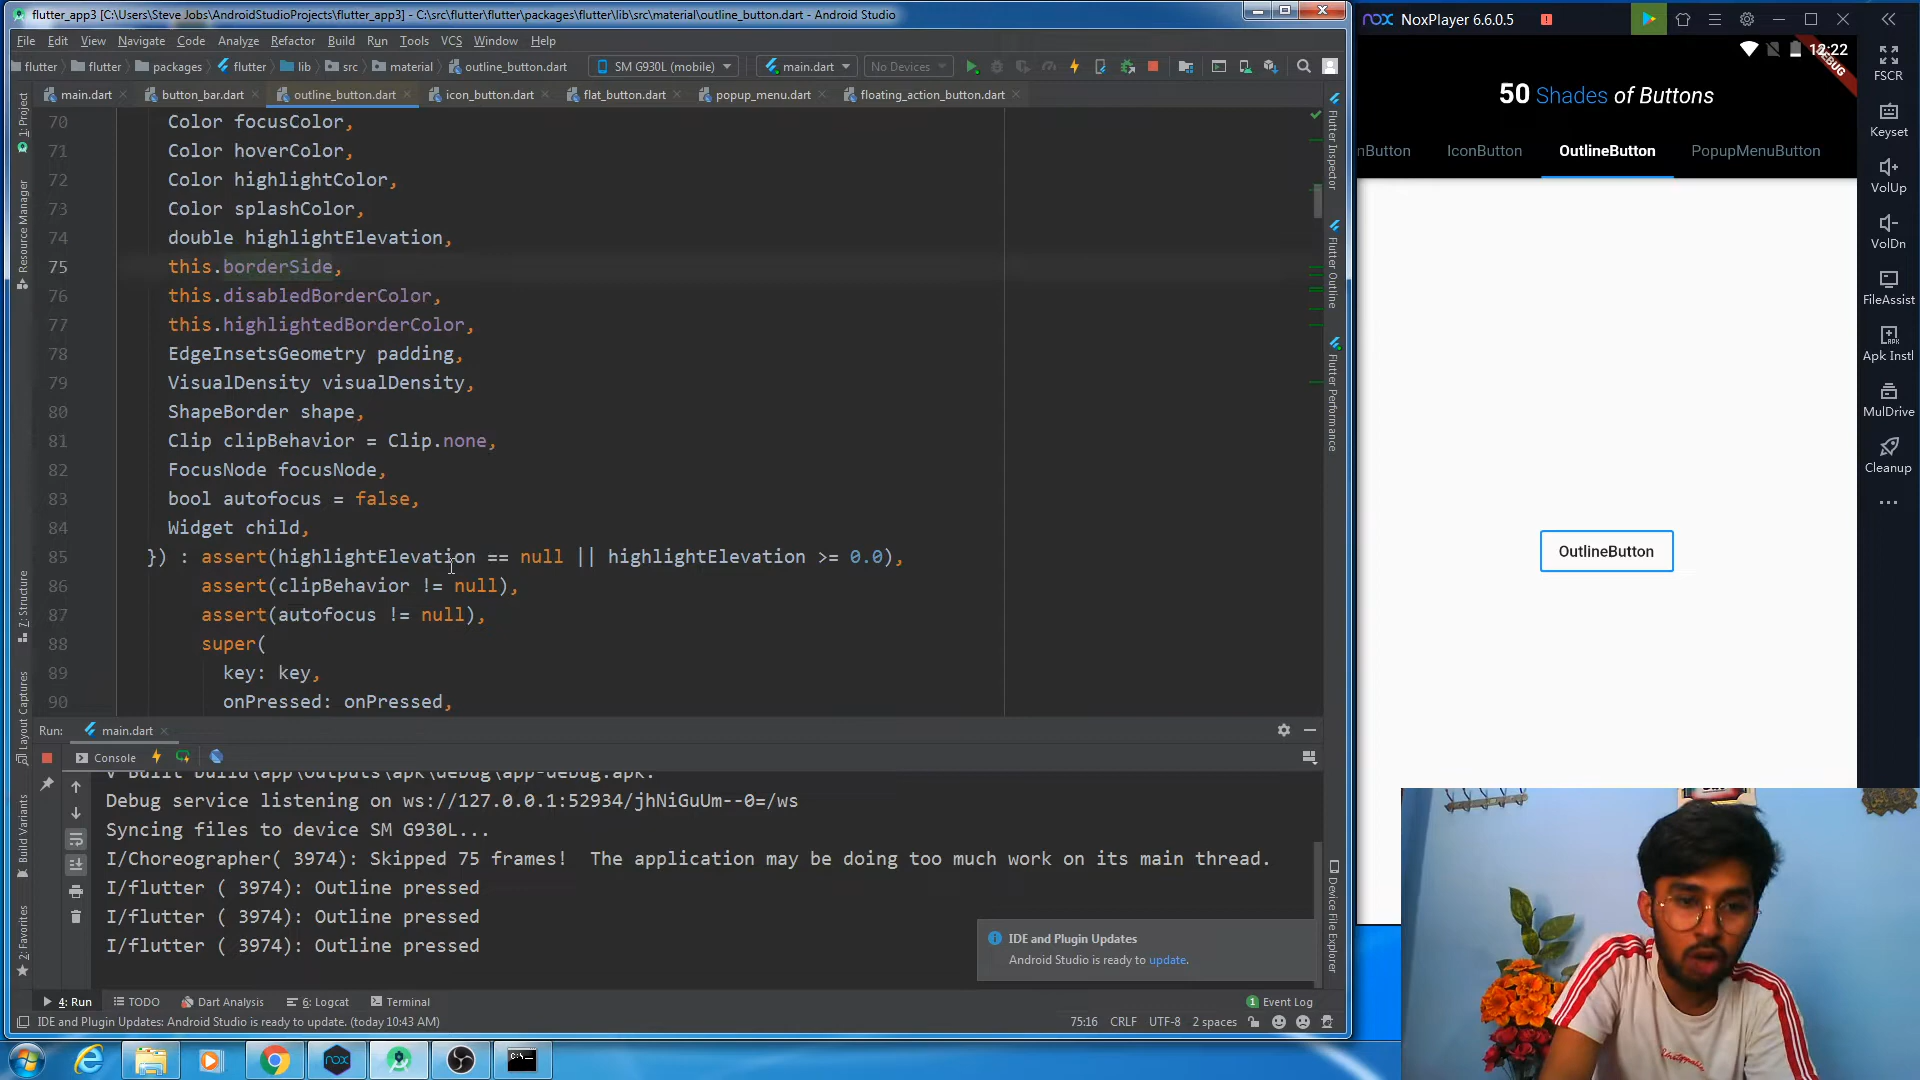 flutter_app3 [C:\Users\Steve Jobs\AndroidStudioProjects\flutter_app3] - C:\src\flutter\flutter\packages\flutter\lib\src\material\outline_button.dart - Android Studio
File Edit View Navigate Code Analyze Refactor Build Run Tools VCS Window Help
flutter flutter packages flutter lib src material outline_button.dart SM G930L (mobile) main.dart No Devices
main.dart button_bar.dart outline_button.dart icon_button.dart flat_button.dart popup_menu.dart floating_action_button.dart
70 Color focusColor,
71 Color hoverColor,
72 Color highlightColor,
73 Color splashColor,
74 double highlightElevation,
75 this.borderSide,
76 this.disabledBorderColor,
77 this.highlightedBorderColor,
78 EdgeInsetsGeometry padding,
79 VisualDensity visualDensity,
80 ShapeBorder shape,
81 Clip clipBehavior = Clip.none,
82 FocusNode focusNode,
83 bool autofocus = false,
84 Widget child,
85 }) : assert(highlightElevation == null || highlightElevation >= 0.0),
86 assert(clipBehavior != null),
87 assert(autofocus != null),
88 super(
89 key: key,
90 onPressed: onPressed,
1: Project
Resource Manager
7: Structure
Layout Captures
Build Variants
2: Favorites
Flutter Inspector
Flutter Outline
Flutter Performance
Device File Explorer
Run: main.dart
Console
Built build\app\outputs\apk\debug\app-debug.apk.
Debug service listening on ws://127.0.0.1:52934/jhNiGuUm--0=/ws
Syncing files to device SM G930L...
I/Choreographer( 3974): Skipped 75 frames!  The application may be doing too much work on its main thread.
I/flutter ( 3974): Outline pressed
I/flutter ( 3974): Outline pressed
I/flutter ( 3974): Outline pressed
IDE and Plugin Updates
Android Studio is ready to update.
4: Run TODO Dart Analysis 6: Logcat Terminal 1 Event Log
IDE and Plugin Updates: Android Studio is ready to update. (today 10:43 AM) 75:16 CRLF UTF-8 2 spaces
nox NoxPlayer 6.6.0.5
12:22
DEBUG
50 Shades of Buttons
nButton IconButton OutlineButton PopupMenuButton
OutlineButton
FSCR
Keyset
VolUp
VolDn
FileAssist
Apk Instl
MulDrive
Cleanup
nox